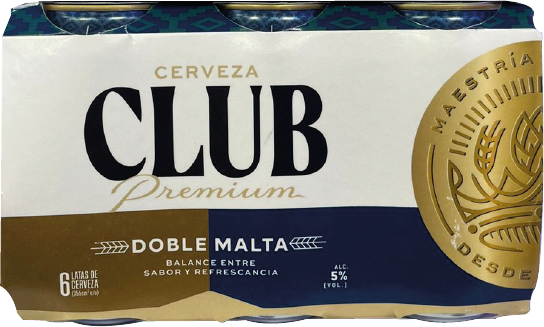 CERVEZA
CLUB
Premium
DOBLE MALTA
BALANCE ENTRE
SABOR Y REFRESCANCIA
6 LATAS DE
CERVEZA
ALC.
5%
(VOL.)
MAESTRÍA
DESDE